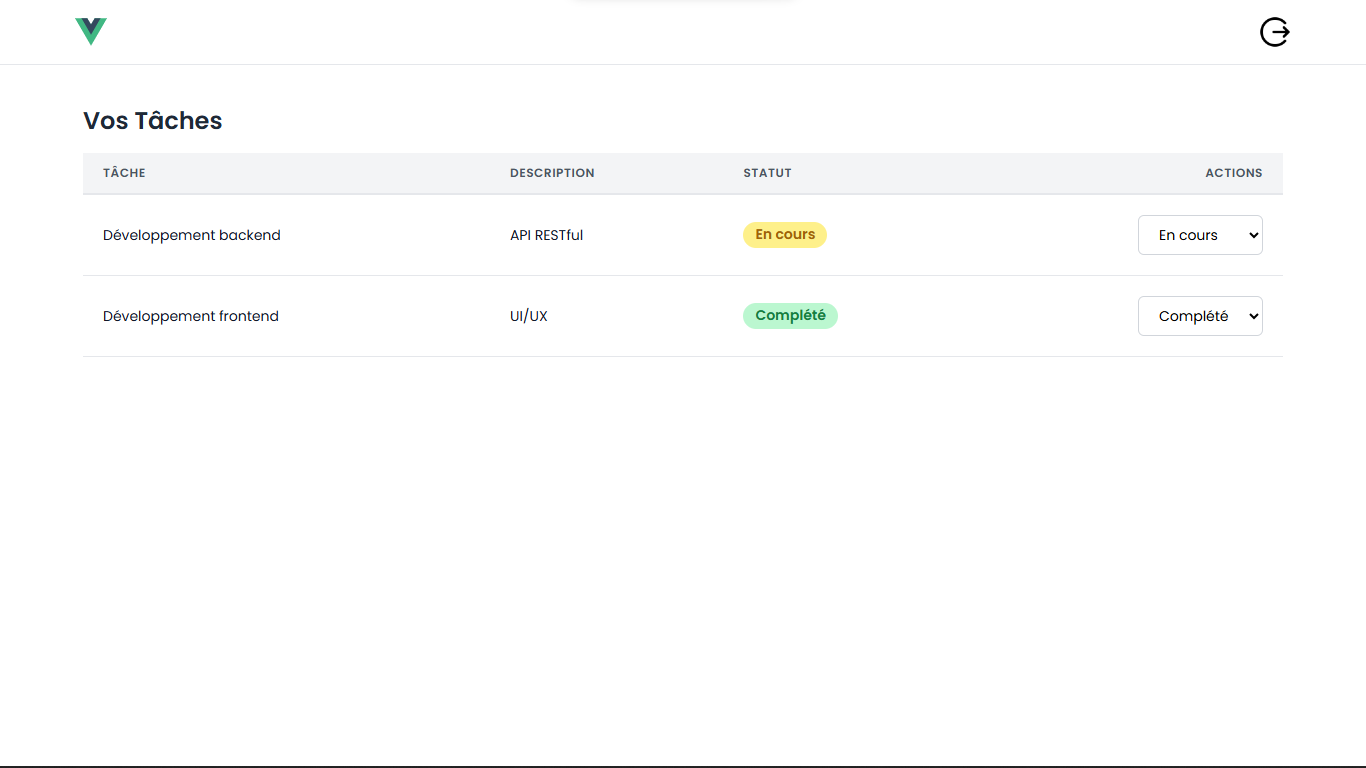 Vos Tâches
TÂCHE DESCRIPTION STATUT ACTIONS
Développement backend API RESTful En cours En cours
Développement frontend UI/UX Complété Complété